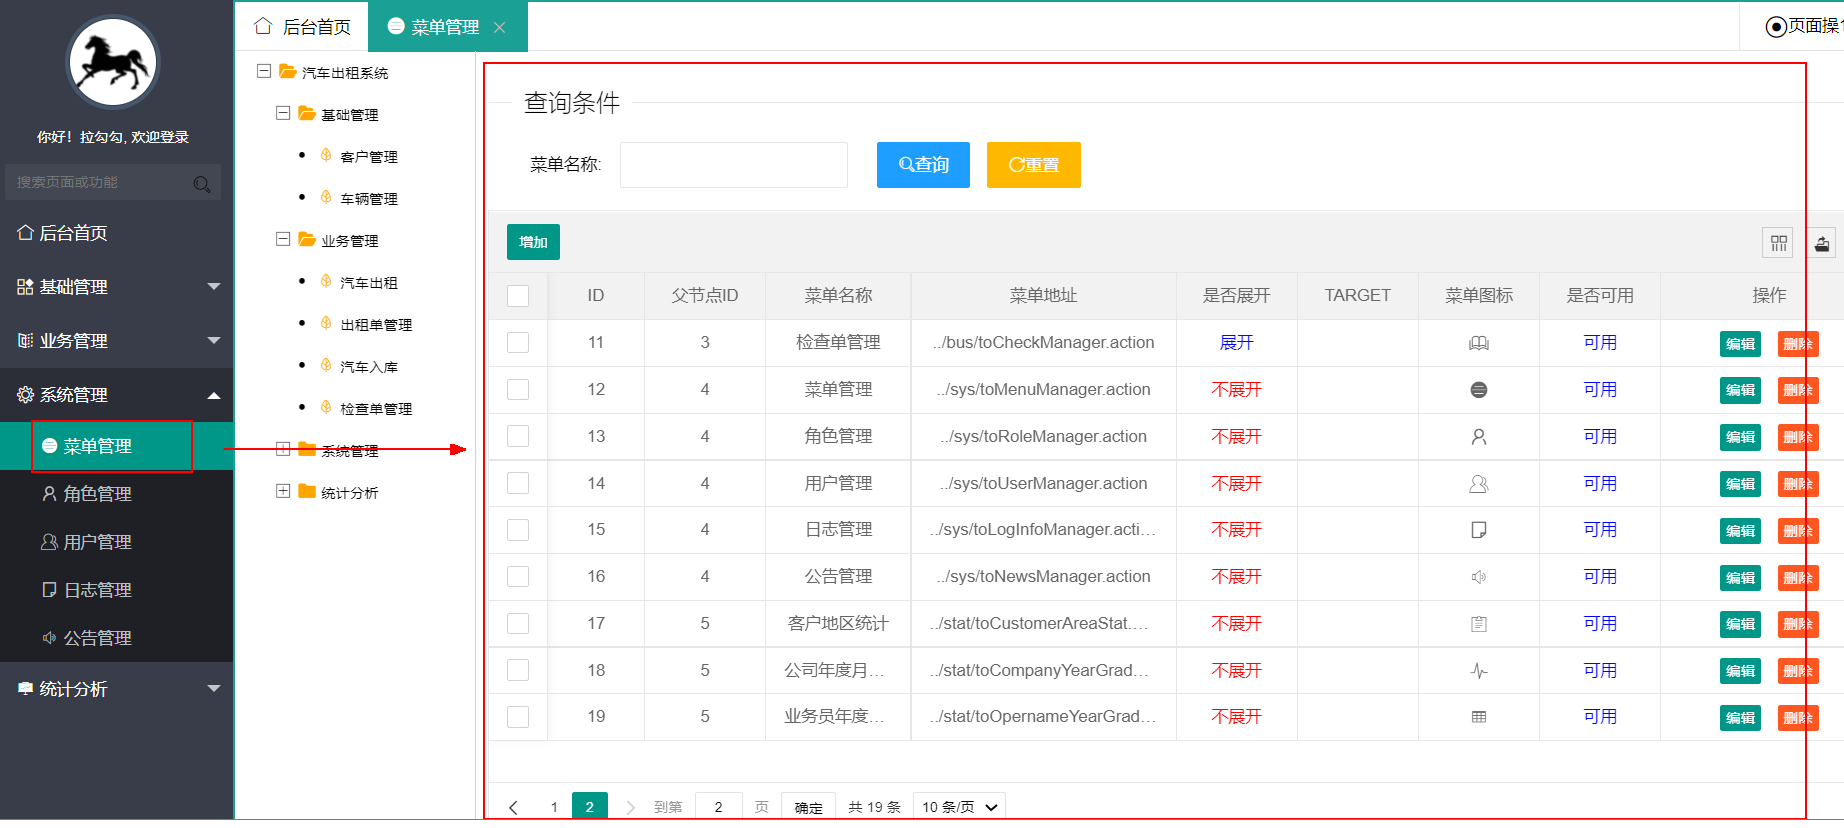 你好！拉勾勾, 欢迎登录
搜索页面或功能
后台首页
基础管理
业务管理
系统管理
菜单管理
角色管理
用户管理
日志管理
公告管理
统计分析
后台首页 菜单管理
页面操
汽车出租系统
基础管理
客户管理
车辆管理
业务管理
汽车出租
出租单管理
汽车入库
检查单管理
系统管理
统计分析
查询条件
菜单名称: 查询 重置
增加
ID 父节点ID 菜单名称 菜单地址 是否展开 TARGET 菜单图标 是否可用 操作
11 3 检查单管理 ../bus/toCheckManager.action 展开 可用 编辑 删除
12 4 菜单管理 ../sys/toMenuManager.action 不展开 可用 编辑 删除
13 4 角色管理 ../sys/toRoleManager.action 不展开 可用 编辑 删除
14 4 用户管理 ../sys/toUserManager.action 不展开 可用 编辑 删除
15 4 日志管理 ../sys/toLogInfoManager.acti... 不展开 可用 编辑 删除
16 4 公告管理 ../sys/toNewsManager.action 不展开 可用 编辑 删除
17 5 客户地区统计 ../stat/toCustomerAreaStat.... 不展开 可用 编辑 删除
18 5 公司年度月... ../stat/toCompanyYearGrad... 不展开 可用 编辑 删除
19 5 业务员年度... ../stat/toOpernameYearGrad... 不展开 可用 编辑 删除
1 2 到第 2 页 确定 共 19 条 10 条/页